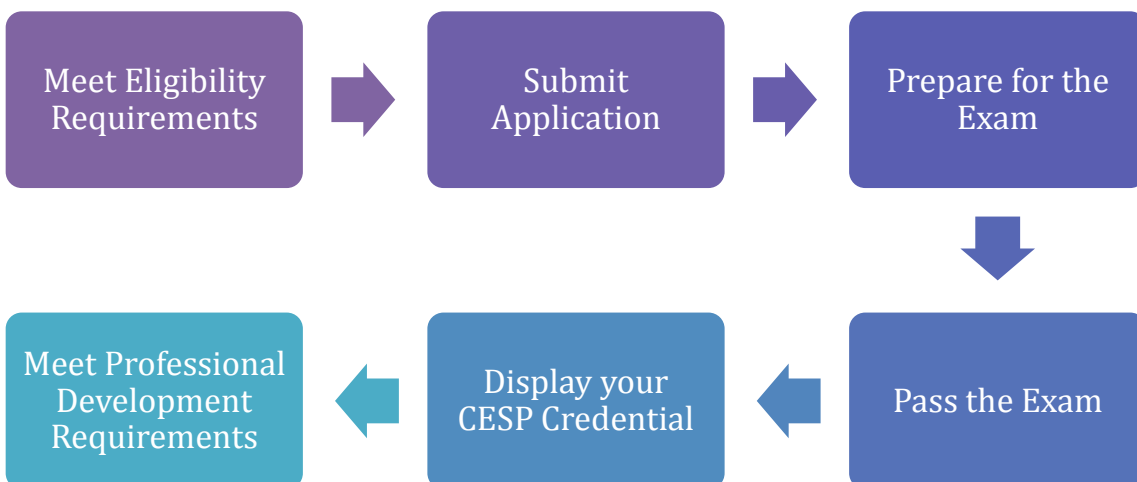 Meet Eligibility
Requirements
Submit
Application
Prepare for the
Exam
Pass the Exam
Display your
CESP Credential
Meet Professional
Development
Requirements